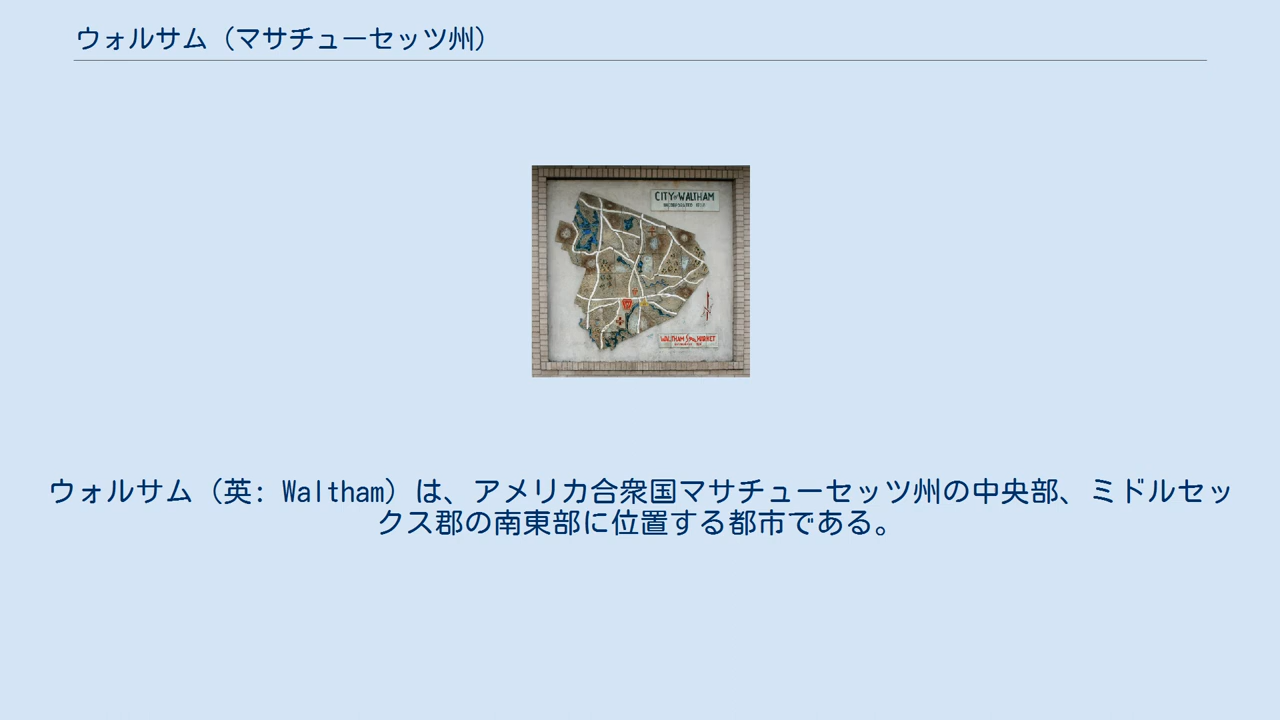 ウォルサム（マサチューセッツ州）
CITY OF WALTHAM
WALTHAM SUPER MARKET
ウォルサム（英: Waltham）は、アメリカ合衆国マサチューセッツ州の中央部、ミドルセッ
クス郡の南東部に位置する都市である。